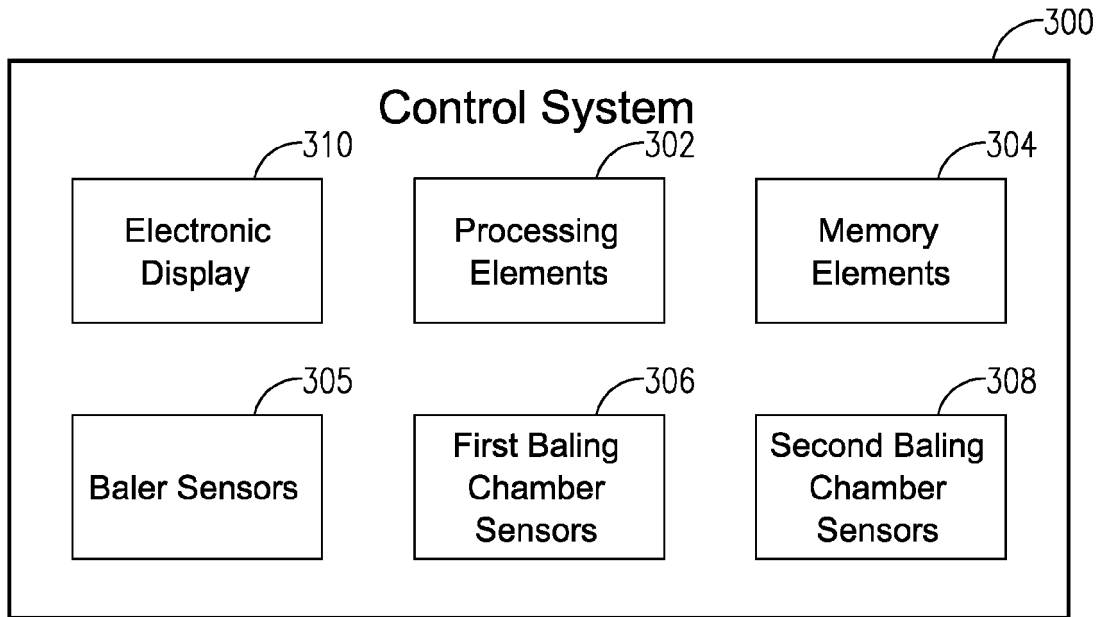 300
Control System
310
302
304
Electronic
Display
Processing
Elements
Memory
Elements
305
306
308
Baler Sensors
First Baling
Chamber
Sensors
Second Baling
Chamber
Sensors